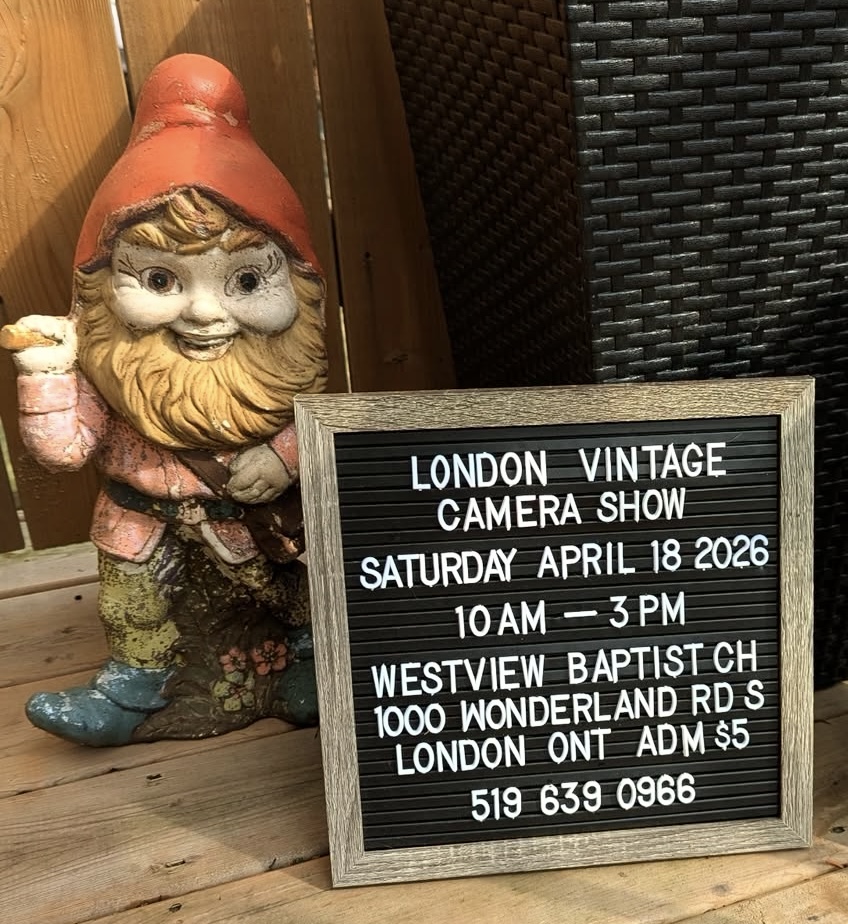 LONDON VINTAGE
CAMERA SHOW
SATURDAY APRIL 18 2026
10 AM — 3 PM
WESTVIEW BAPTIST CH
1000 WONDERLAND RD S
LONDON ONT ADM $5
519 639 0966